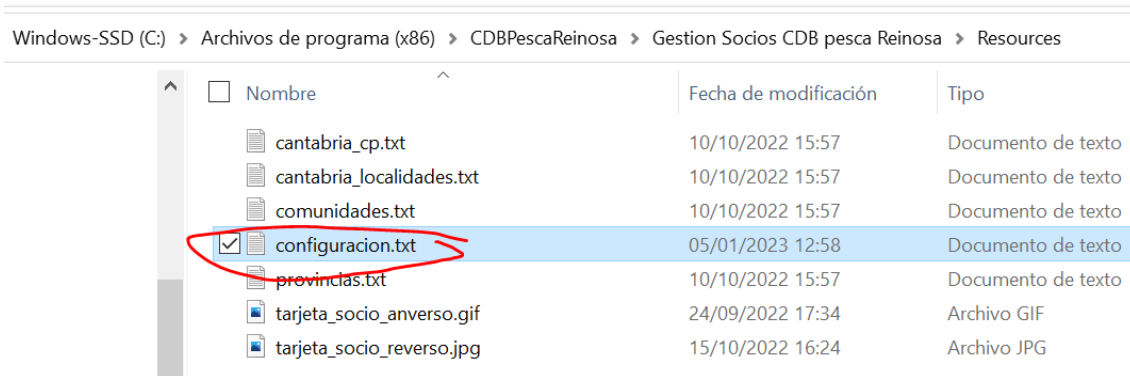 Windows-SSD (C:) > Archivos de programa (x86) > CDBPescaReinosa > Gestion Socios CDB pesca Reinosa > Resources
Nombre Fecha de modificación Tipo
cantabria_cp.txt 10/10/2022 15:57 Documento de texto
cantabria_localidades.txt 10/10/2022 15:57 Documento de texto
comunidades.txt 10/10/2022 15:57 Documento de texto
configuracion.txt 05/01/2023 12:58 Documento de texto
provincias.txt 10/10/2022 15:57 Documento de texto
tarjeta_socio_anverso.gif 24/09/2022 17:34 Archivo GIF
tarjeta_socio_reverso.jpg 15/10/2022 16:24 Archivo JPG